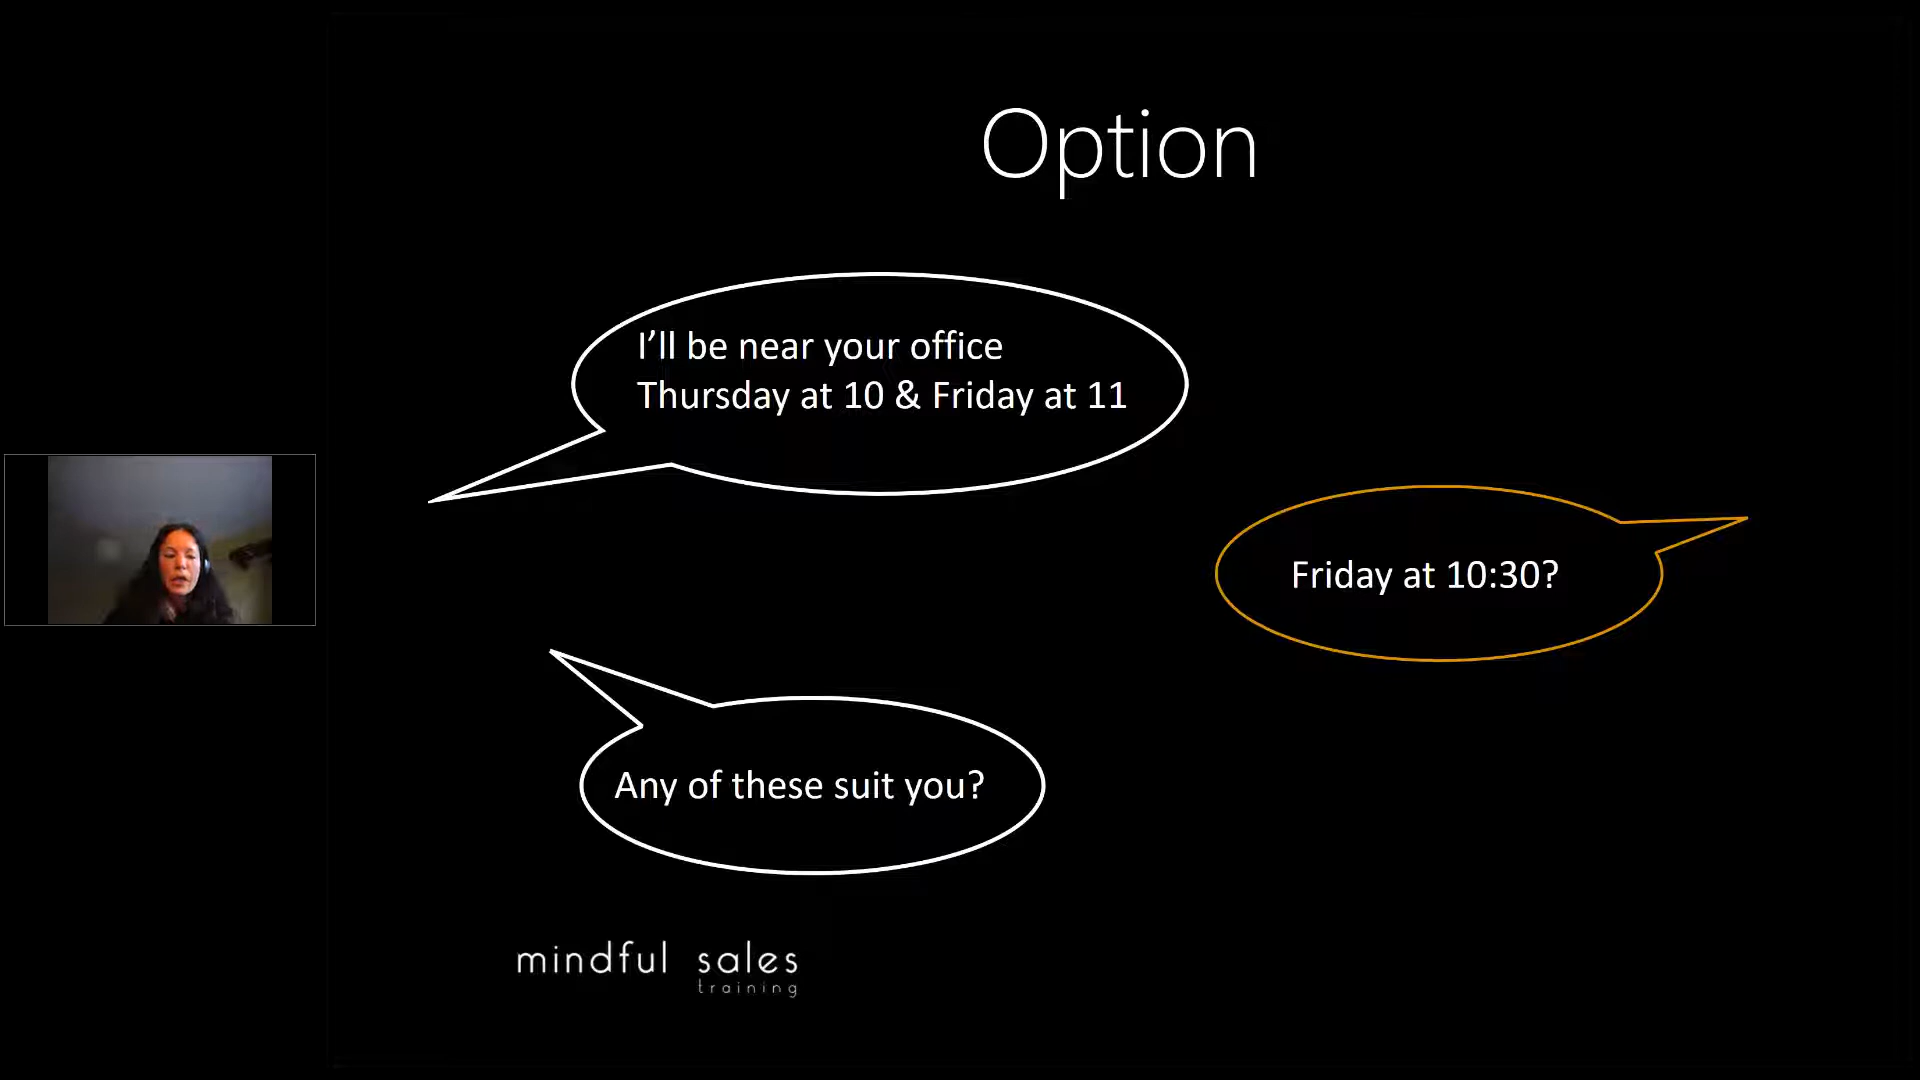 Option
I’ll be near your office
Thursday at 10 & Friday at 11
Friday at 10:30?
Any of these suit you?
mindful sales
training